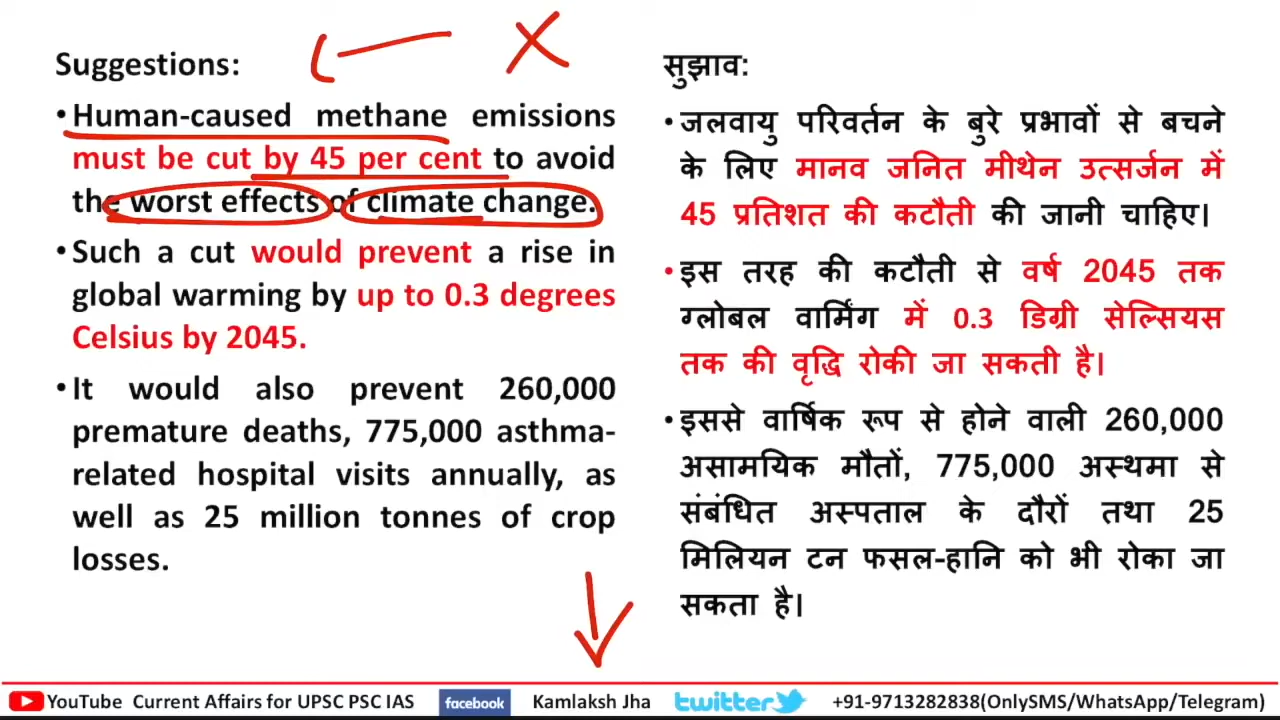 Suggestions:
•Human-caused methane emissions
must be cut by 45 per cent to avoid
the worst effects of climate change.
•Such a cut would prevent a rise in
global warming by up to 0.3 degrees
Celsius by 2045.
•It would also prevent 260,000
premature deaths, 775,000 asthma-
related hospital visits annually, as
well as 25 million tonnes of crop
losses.
सुझाव:
•जलवायु परिवर्तन के बुरे प्रभावों से बचने
के लिए मानव जनित मीथेन उत्सर्जन में
45 प्रतिशत की कटौती की जानी चाहिए।
•इस तरह की कटौती से वर्ष 2045 तक
ग्लोबल वार्मिंग में 0.3 डिग्री सेल्सियस
तक की वृद्धि रोकी जा सकती है।
•इससे वार्षिक रूप से होने वाली 260,000
असामयिक मौतों, 775,000 अस्थमा से
संबंधित अस्पताल के दौरों तथा 25
मिलियन टन फसल-हानि को भी रोका जा
सकता है।
YouTube Current Affairs for UPSC PSC IAS facebook Kamlaksh Jha twitter +91-9713282838(OnlySMS/WhatsApp/Telegram)